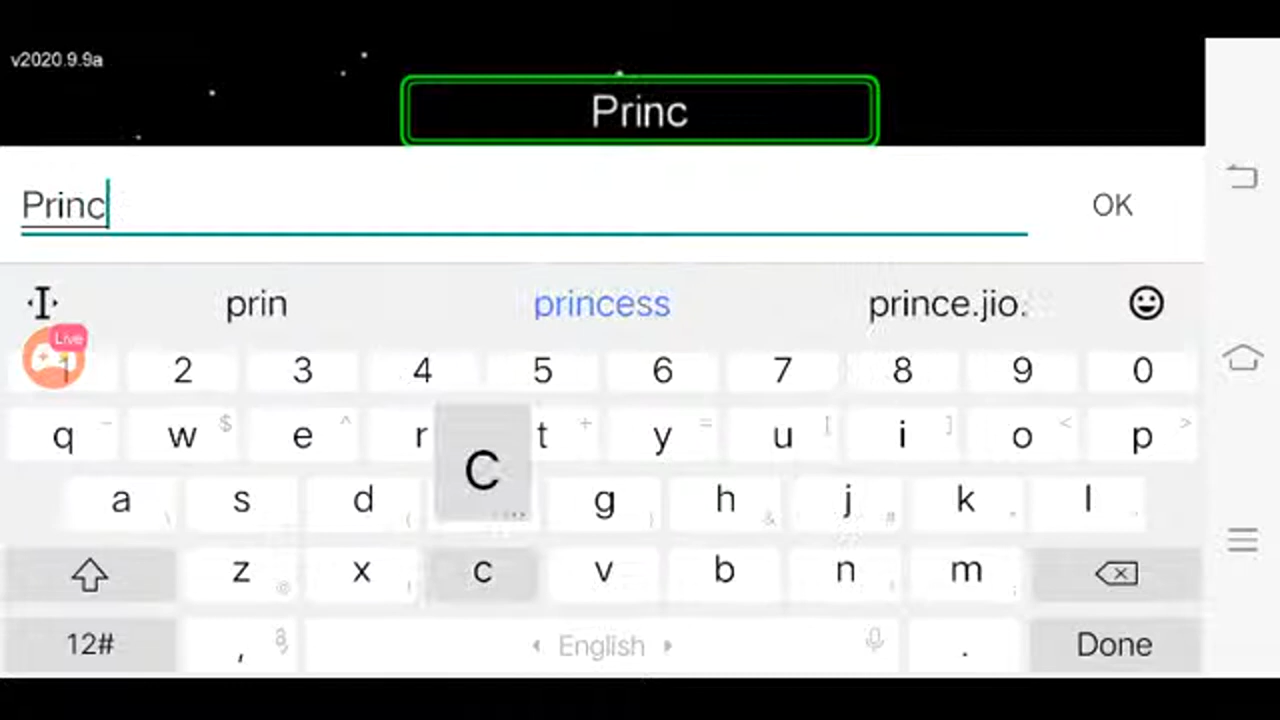 v2020.9.9a
Princ
Princ OK
prin princess prince.jio.
Live
1 2 3 4 5 6 7 8 9 0
q w $ e ^ r t + y = u [ i ] o < p >
C
a s d g h & j # k l
z @ x c v b n m ;
12# , English . Done